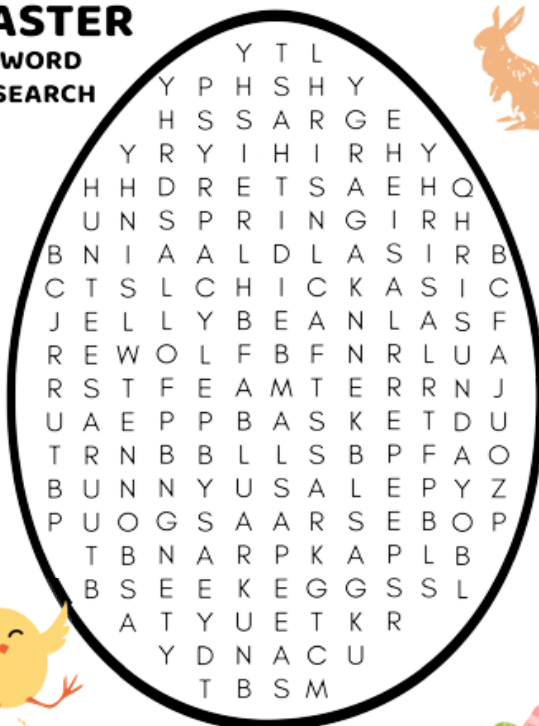 ASTER
WORD
SEARCH
Y T L
Y P H S H Y
H S S A R G E
Y R Y I H I R H Y
H H D R E T S A E H Q
U N S P R I N G I R H
B N I A A L D L A S I R B
C T S L C H I C K A S I C
J E L L Y B E A N L A S F
R E W O L F B F N R L U A
R S T F E A M T E R R N J
U A E P P B A S K E T D U
T R N B B L L S B P F A O
B U N N Y U S A L E P Y Z
P U O G S A A R S E B O P
T B N A R P K A P L B
B S E E K E G G S S L
A T Y U E T K R
Y D N A C U
T B S M